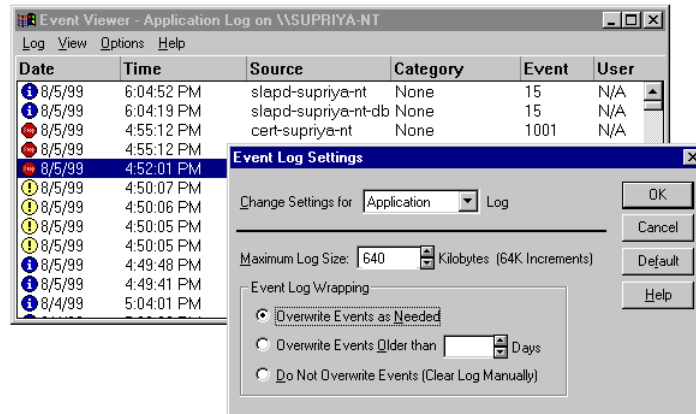 Event Viewer - Application Log on \\SUPRIYA-NT
Log View Options Help
Date Time Source Category Event User
8/5/99 6:04:52 PM slapd-supriya-nt None 15 N/A
8/5/99 6:04:19 PM slapd-supriya-nt-db None 15 N/A
8/5/99 4:55:12 PM cert-supriya-nt None 1001 N/A
8/5/99 4:55:12 PM
8/5/99 4:52:01 PM
8/5/99 4:50:07 PM
8/5/99 4:50:06 PM
8/5/99 4:50:05 PM
8/5/99 4:50:05 PM
8/5/99 4:49:48 PM
8/5/99 4:49:41 PM
8/4/99 5:04:01 PM
Event Log Settings
Change Settings for Application Log
OK
Cancel
Maximum Log Size: 640 Kilobytes (64K Increments)
Default
Event Log Wrapping
Help
Overwrite Events as Needed
Overwrite Events Older than Days
Do Not Overwrite Events (Clear Log Manually)